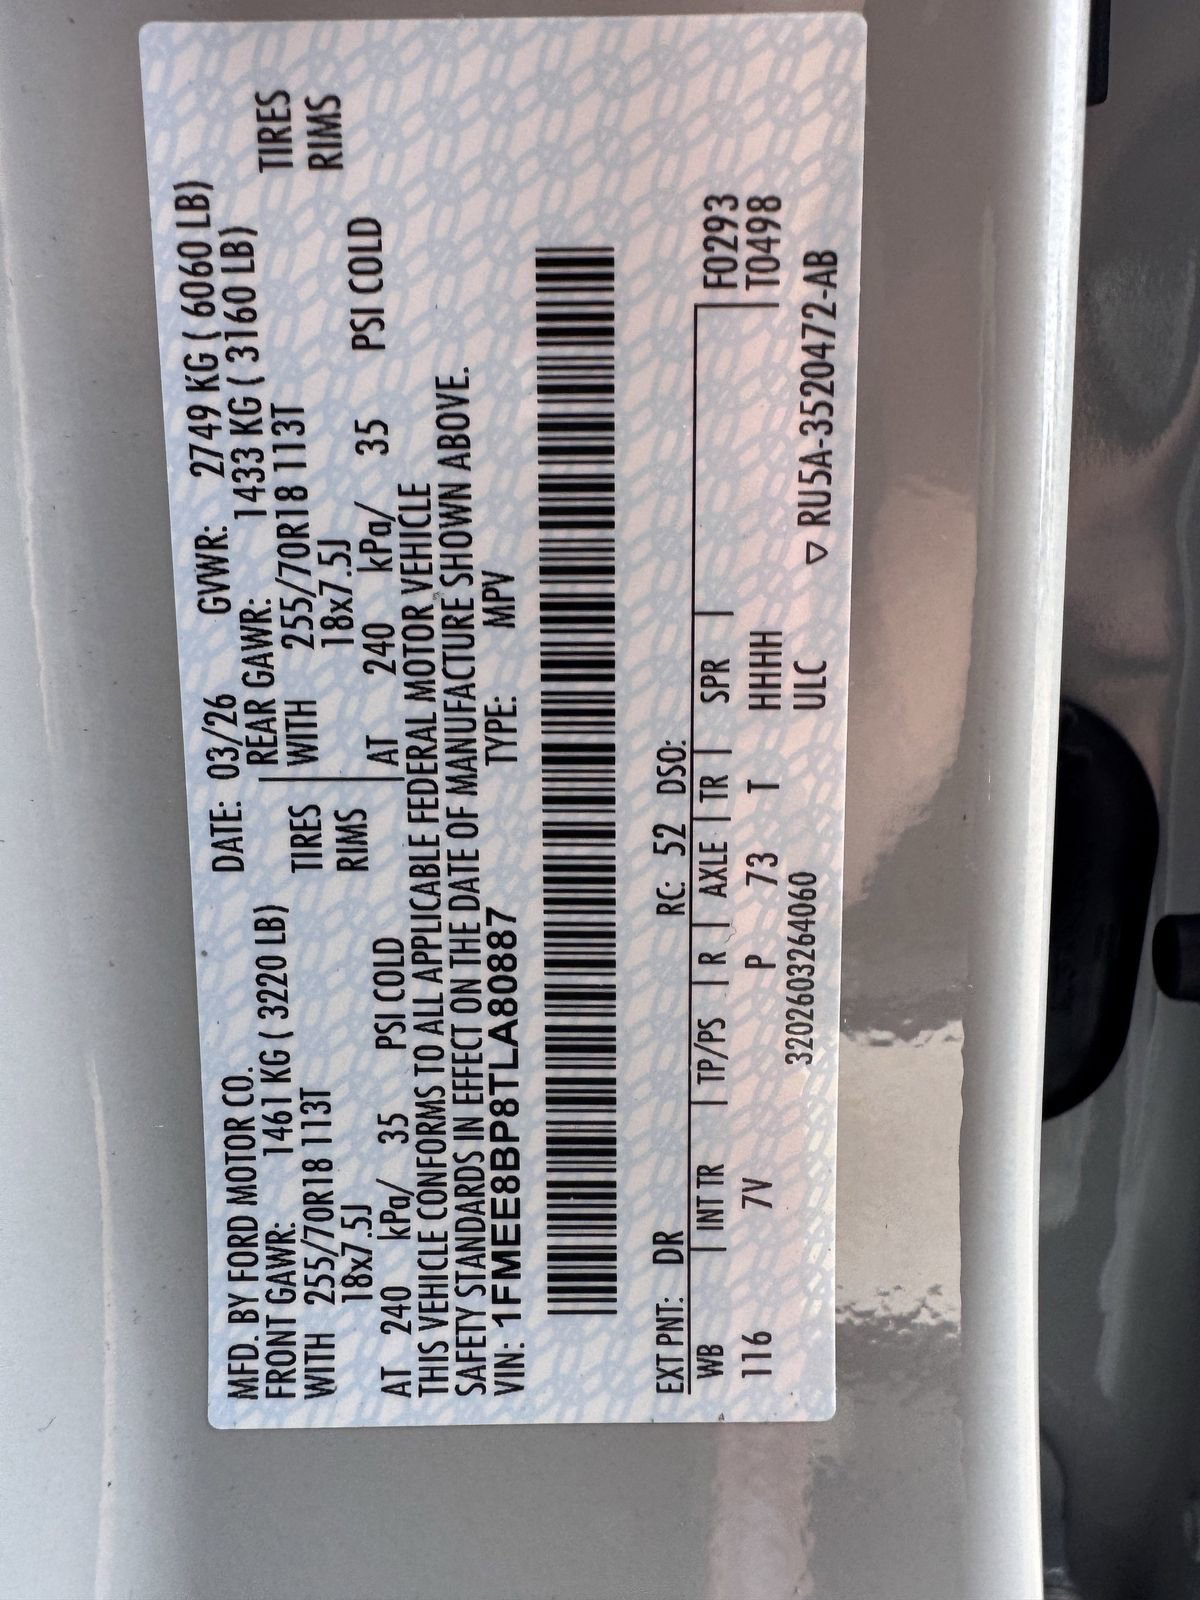 MFD. BY FORD MOTOR CO. DATE: 03/26 GVWR: 2749 KG ( 6060 LB)
FRONT GAWR: 1461 KG ( 3220 LB) REAR GAWR: 1433 KG ( 3160 LB)
WITH 255/70R18 113T TIRES WITH 255/70R18 113T TIRES
18x7.5J RIMS 18x7.5J RIMS
AT 240 kPa/ 35 PSI COLD AT 240 kPa/ 35 PSI COLD
THIS VEHICLE CONFORMS TO ALL APPLICABLE FEDERAL MOTOR VEHICLE
SAFETY STANDARDS IN EFFECT ON THE DATE OF MANUFACTURE SHOWN ABOVE.
VIN: 1FMEE8BP8TLA80887 TYPE: MPV
EXT PNT: DR RC: 52 DSO:
WB | INT TR | TP/PS | R | AXLE | TR | SPR | F0293
116 7V P 73 T HHHH T0498
3202603264060 ULC ▽ RU5A-3520472-AB